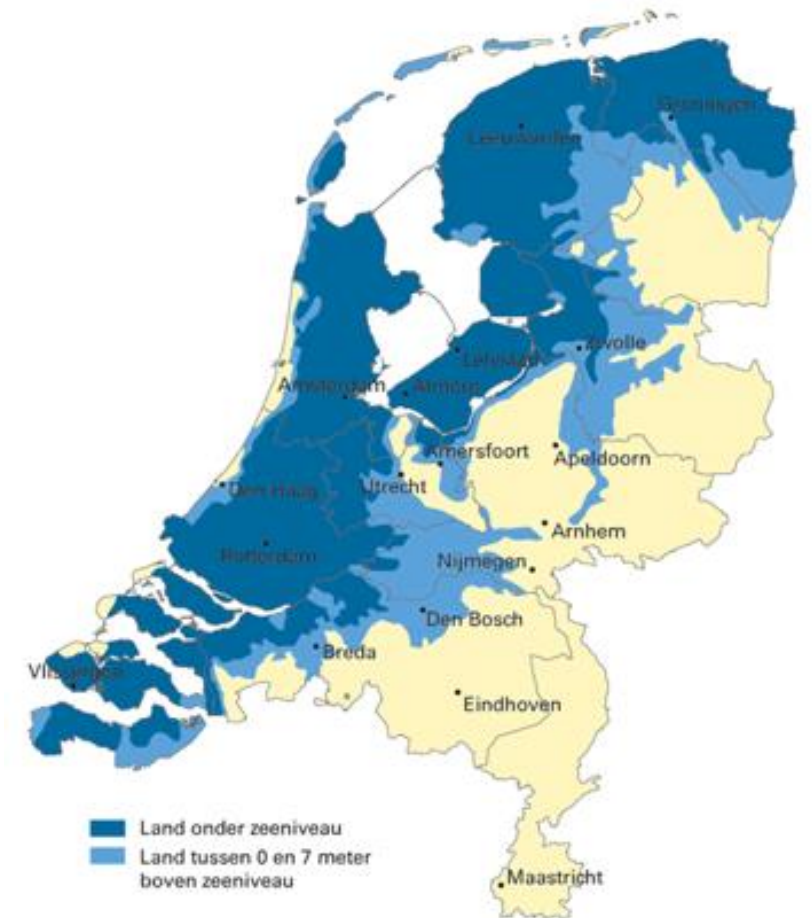 Groningen
Leeuwarden
Zwolle
Lelystad
Amsterdam
Almere
Amersfoort
Apeldoorn
Utrecht
Den Haag
Arnhem
Rotterdam
Nijmegen
Den Bosch
Breda
Vlissingen
Eindhoven
Land onder zeeniveau
Land tussen 0 en 7 meter
boven zeeniveau
Maastricht